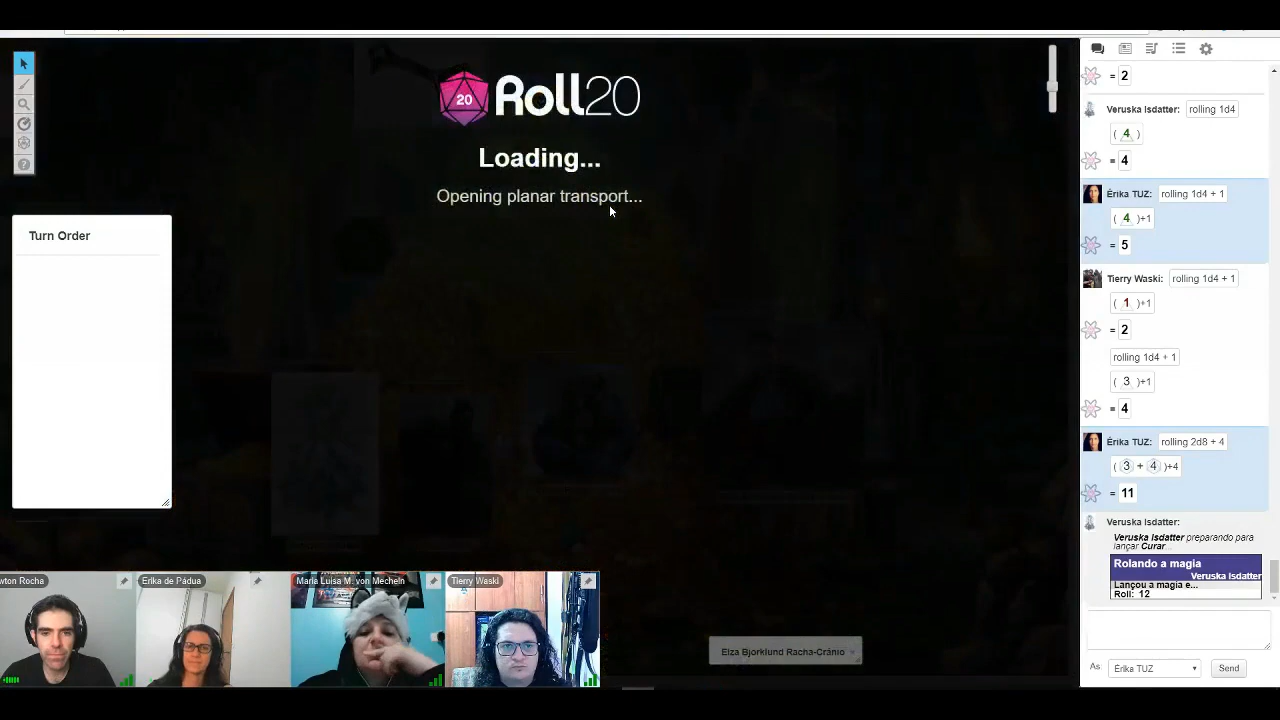 20 Roll20
Loading...
Opening planar transport...
Turn Order
wton Rocha
Erika de Pádua
Maria Luisa M. von Mecheln
Tierry Waski
Elza Bjorklund Racha-Crânio
= 2
Veruska Isdatter: rolling 1d4
( 4 )
= 4
Érika TUZ: rolling 1d4 + 1
( 4 )+1
= 5
Tierry Waski: rolling 1d4 + 1
( 1 )+1
= 2
rolling 1d4 + 1
( 3 )+1
= 4
Érika TUZ: rolling 2d8 + 4
( 3 + 4 )+4
= 11
Veruska Isdatter:
Veruska Isdatter preparando para
lançar Curar...
Rolando a magia
Veruska Isdatter
Lançou a magia e...
Roll: 12
As: Érika TUZ Send